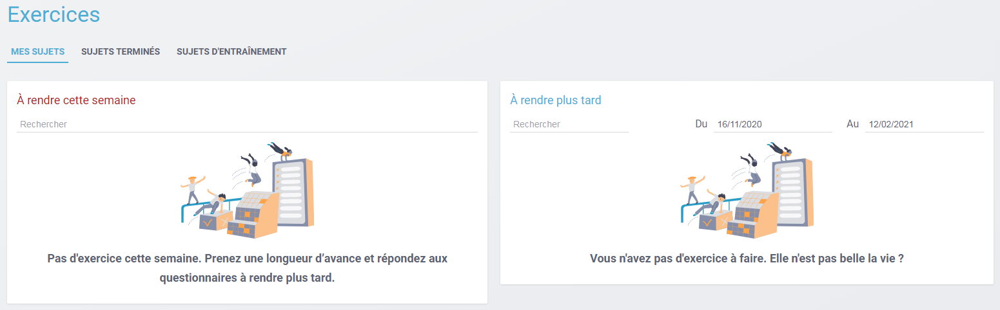 Exercices
MES SUJETS SUJETS TERMINÉS SUJETS D'ENTRAÎNEMENT
À rendre cette semaine
Rechercher
Pas d'exercice cette semaine. Prenez une longueur d’avance et répondez aux
questionnaires à rendre plus tard.
À rendre plus tard
Rechercher Du 16/11/2020 Au 12/02/2021
Vous n'avez pas d'exercice à faire. Elle n'est pas belle la vie ?